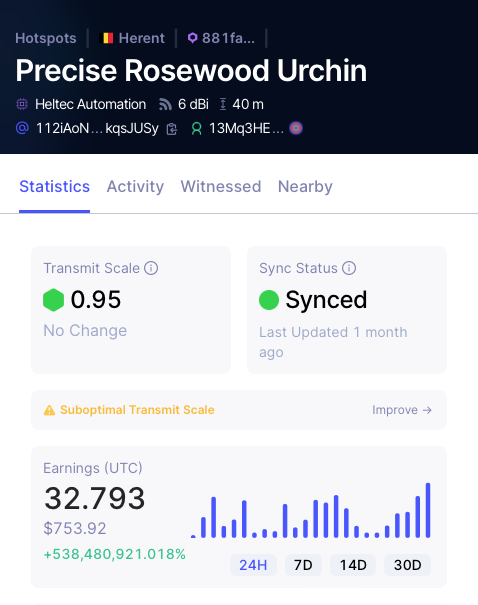 Hotspots | Herent | 881fa... |
Precise Rosewood Urchin
Heltec Automation 6 dBi 40 m
112iAoN...kqsJUSy 13Mq3HE...
Statistics Activity Witnessed Nearby
Transmit Scale
0.95
No Change
Sync Status
Synced
Last Updated 1 month
ago
Suboptimal Transmit Scale Improve →
Earnings (UTC)
32.793
$753.92
+538,480,921.018%
24H 7D 14D 30D